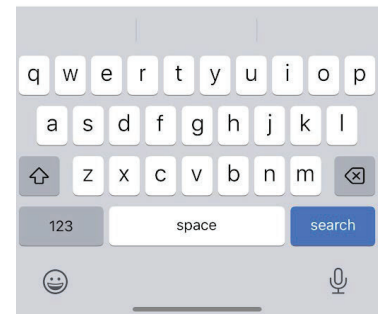 q w e r t y u i o p
a s d f g h j k l
z x c v b n m
123 space search